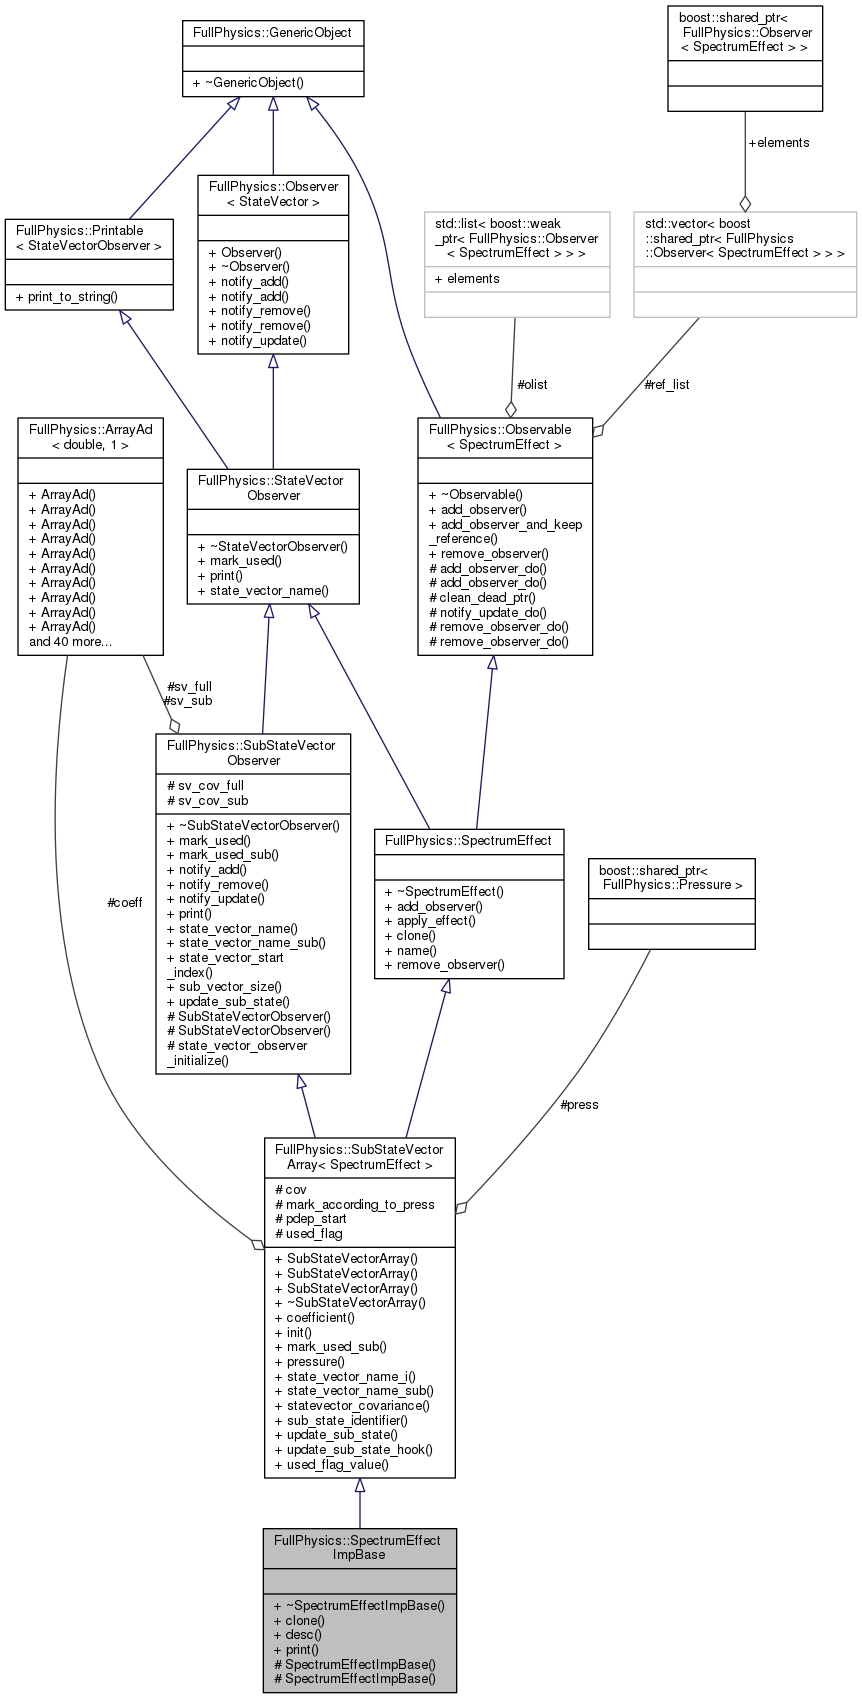 FullPhysics::GenericObject
+ ~GenericObject()
boost::shared_ptr<
FullPhysics::Observer
< SpectrumEffect > >
+elements
FullPhysics::Printable
< StateVectorObserver >
+ print_to_string()
FullPhysics::Observer
< StateVector >
+ Observer()
+ ~Observer()
+ notify_add()
+ notify_add()
+ notify_remove()
+ notify_remove()
+ notify_update()
std::list< boost::weak
_ptr< FullPhysics::Observer
< SpectrumEffect > > >
+ elements
std::vector< boost
::shared_ptr< FullPhysics
::Observer< SpectrumEffect > > >
#olist
#ref_list
FullPhysics::ArrayAd
< double, 1 >
+ ArrayAd()
+ ArrayAd()
+ ArrayAd()
+ ArrayAd()
+ ArrayAd()
+ ArrayAd()
+ ArrayAd()
+ ArrayAd()
+ ArrayAd()
+ ArrayAd()
and 40 more...
FullPhysics::StateVector
Observer
+ ~StateVectorObserver()
+ mark_used()
+ print()
+ state_vector_name()
FullPhysics::Observable
< SpectrumEffect >
+ ~Observable()
+ add_observer()
+ add_observer_and_keep
_reference()
+ remove_observer()
# add_observer_do()
# add_observer_do()
# clean_dead_ptr()
# notify_update_do()
# remove_observer_do()
# remove_observer_do()
#sv_full
#sv_sub
FullPhysics::SubStateVector
Observer
# sv_cov_full
# sv_cov_sub
+ ~SubStateVectorObserver()
+ mark_used()
+ mark_used_sub()
+ notify_add()
+ notify_remove()
+ notify_update()
+ print()
+ state_vector_name()
+ state_vector_name_sub()
+ state_vector_start
_index()
+ sub_vector_size()
+ update_sub_state()
# SubStateVectorObserver()
# SubStateVectorObserver()
# state_vector_observer
_initialize()
FullPhysics::SpectrumEffect
+ ~SpectrumEffect()
+ add_observer()
+ apply_effect()
+ clone()
+ name()
+ remove_observer()
boost::shared_ptr<
FullPhysics::Pressure >
#coeff
#press
FullPhysics::SubStateVector
Array< SpectrumEffect >
# cov
# mark_according_to_press
# pdep_start
# used_flag
+ SubStateVectorArray()
+ SubStateVectorArray()
+ SubStateVectorArray()
+ ~SubStateVectorArray()
+ coefficient()
+ init()
+ mark_used_sub()
+ pressure()
+ state_vector_name_i()
+ state_vector_name_sub()
+ statevector_covariance()
+ sub_state_identifier()
+ update_sub_state()
+ update_sub_state_hook()
+ used_flag_value()
FullPhysics::SpectrumEffect
ImpBase
+ ~SpectrumEffectImpBase()
+ clone()
+ desc()
+ print()
# SpectrumEffectImpBase()
# SpectrumEffectImpBase()